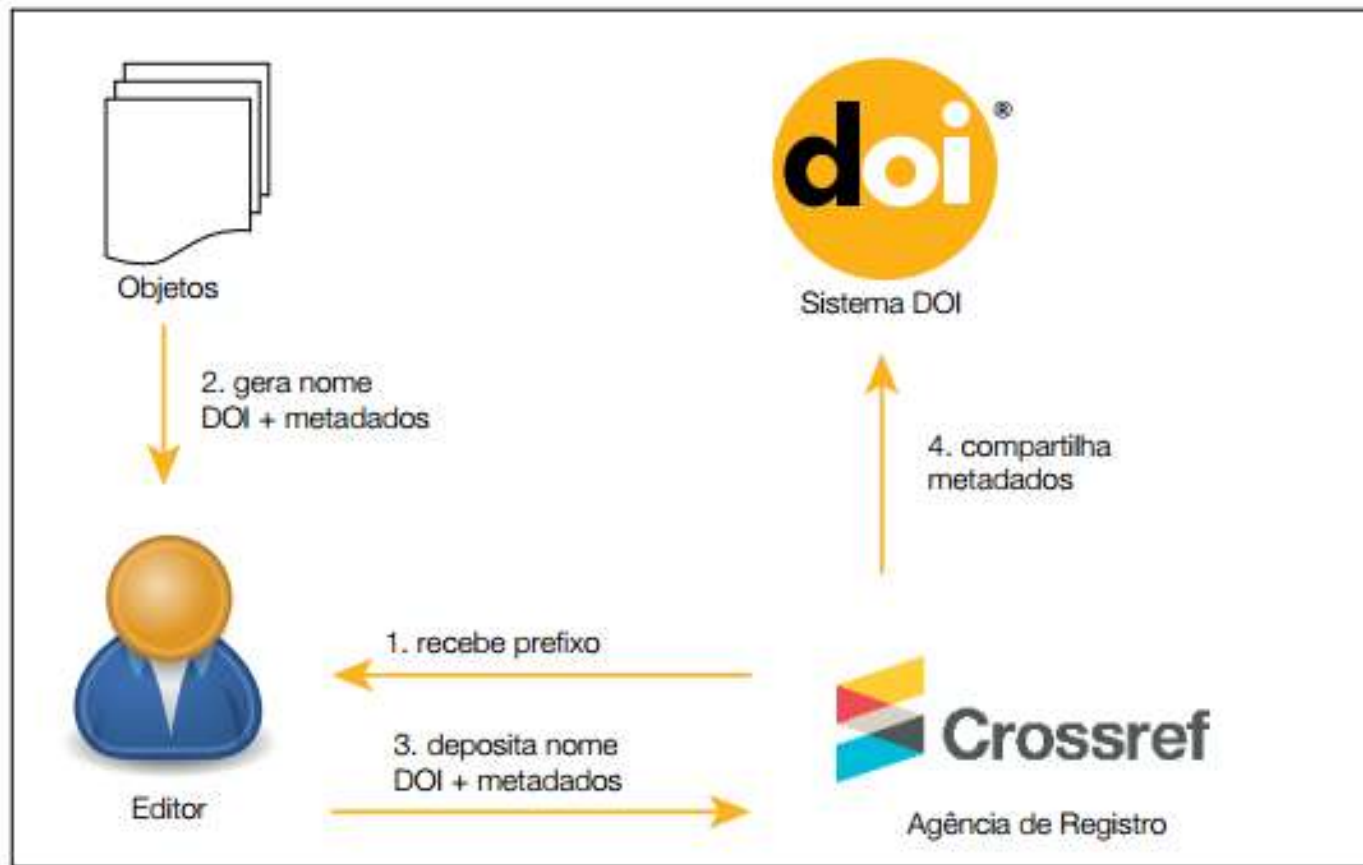 Objetos
doi®
Sistema DOI
2. gera nome
DOI + metadados
4. compartilha
metadados
1. recebe prefixo
3. deposita nome
DOI + metadados
Editor
Crossref
Agência de Registro